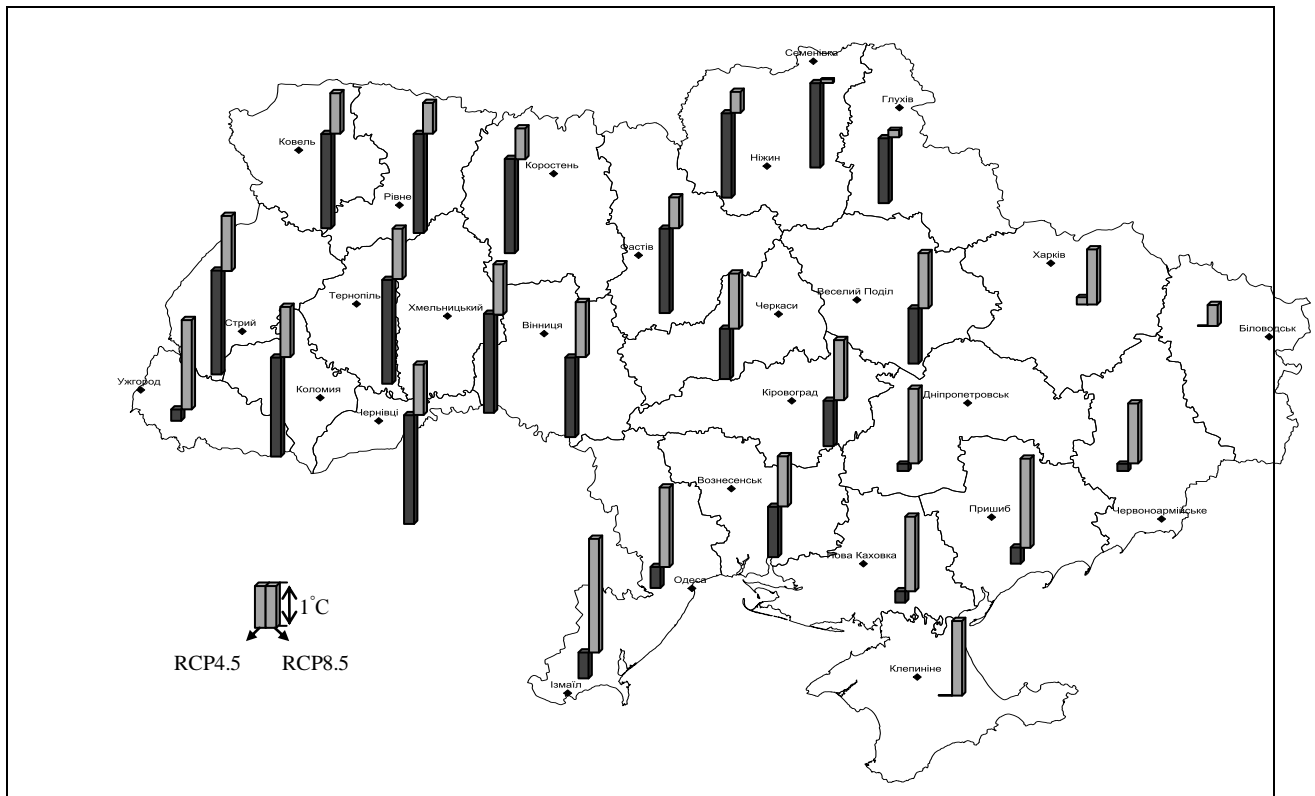 Семенівка
Глухів
Ковель
Ніжин
Коростень
Рівне
Фастів
Харків
Тернопіль
Веселий Поділ
Черкаси
Хмельницький
Стрий
Вінниця
Біловодськ
Ужгород
Коломия
Кіровоград
Дніпропетровськ
Чернівці
Вознесенськ
Пришиб
Червоноармійське
Нова Каховка
Одеса
1°C
RCP4.5 RCP8.5
Клепиніне
Ізмаїл